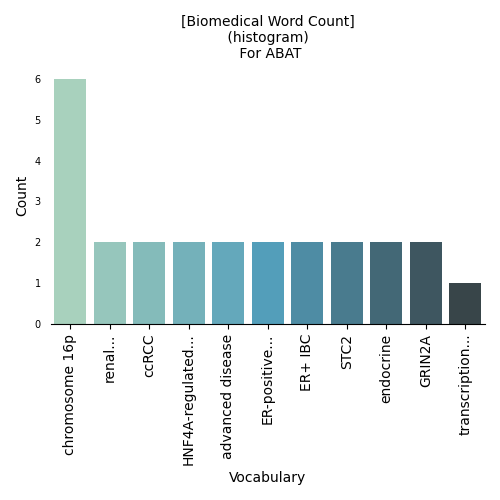 [Biomedical Word Count]
(histogram)
For ABAT
6
5
4
3
2
1
0
Count
chromosome 16p
renal...
ccRCC
HNF4A-regulated...
advanced disease
ER-positive...
ER+ IBC
STC2
endocrine
GRIN2A
transcription...
Vocabulary